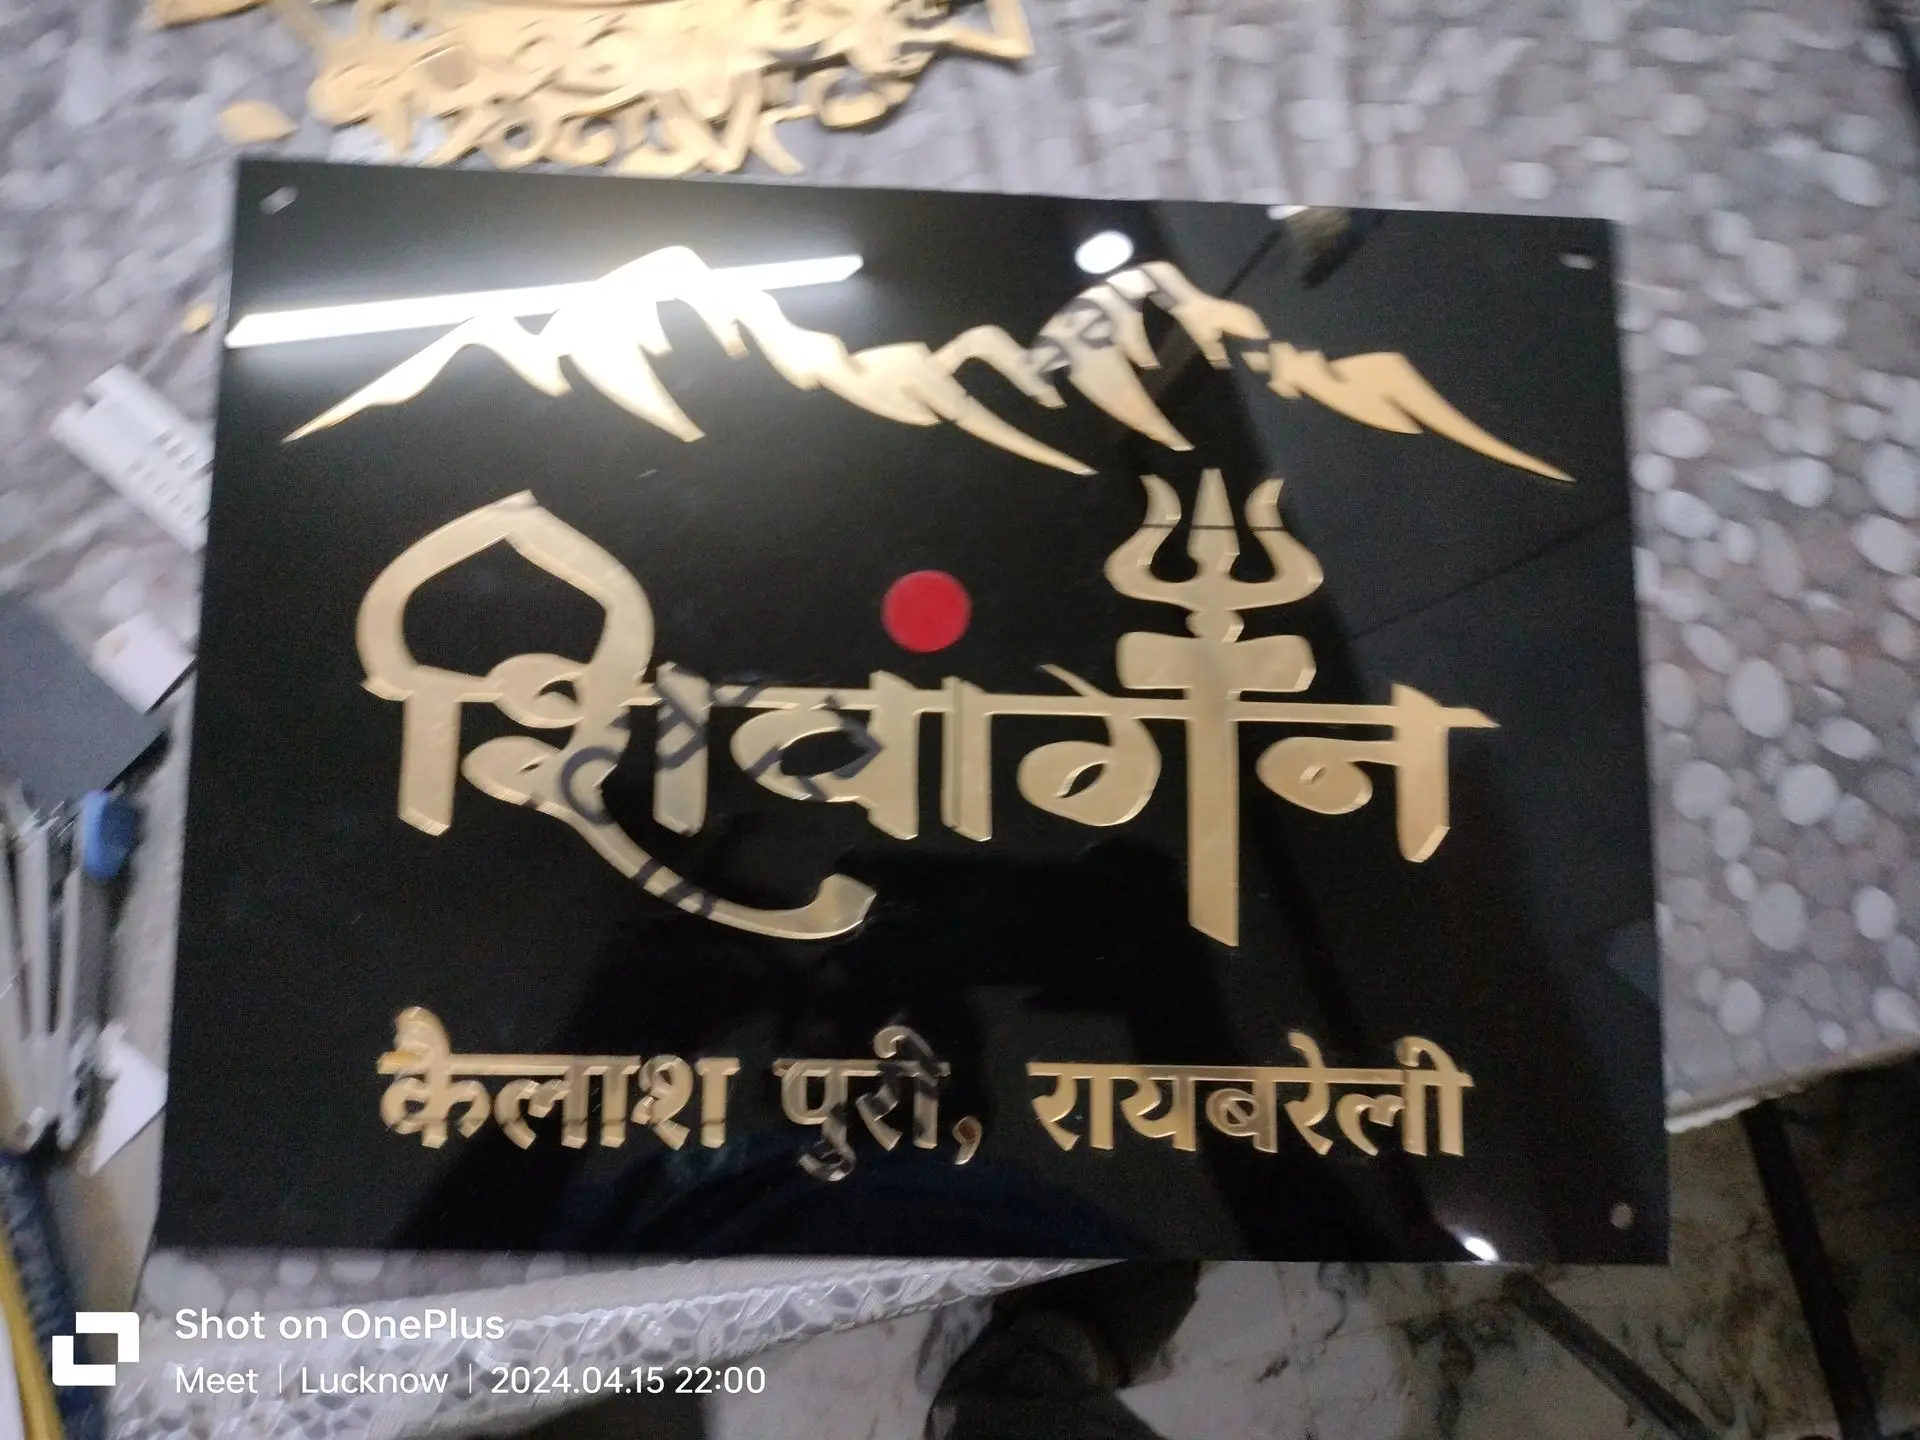 शिवांगन
कैलाश पुरी, रायबरेली
Shot on OnePlus
Meet | Lucknow | 2024.04.15 22:00